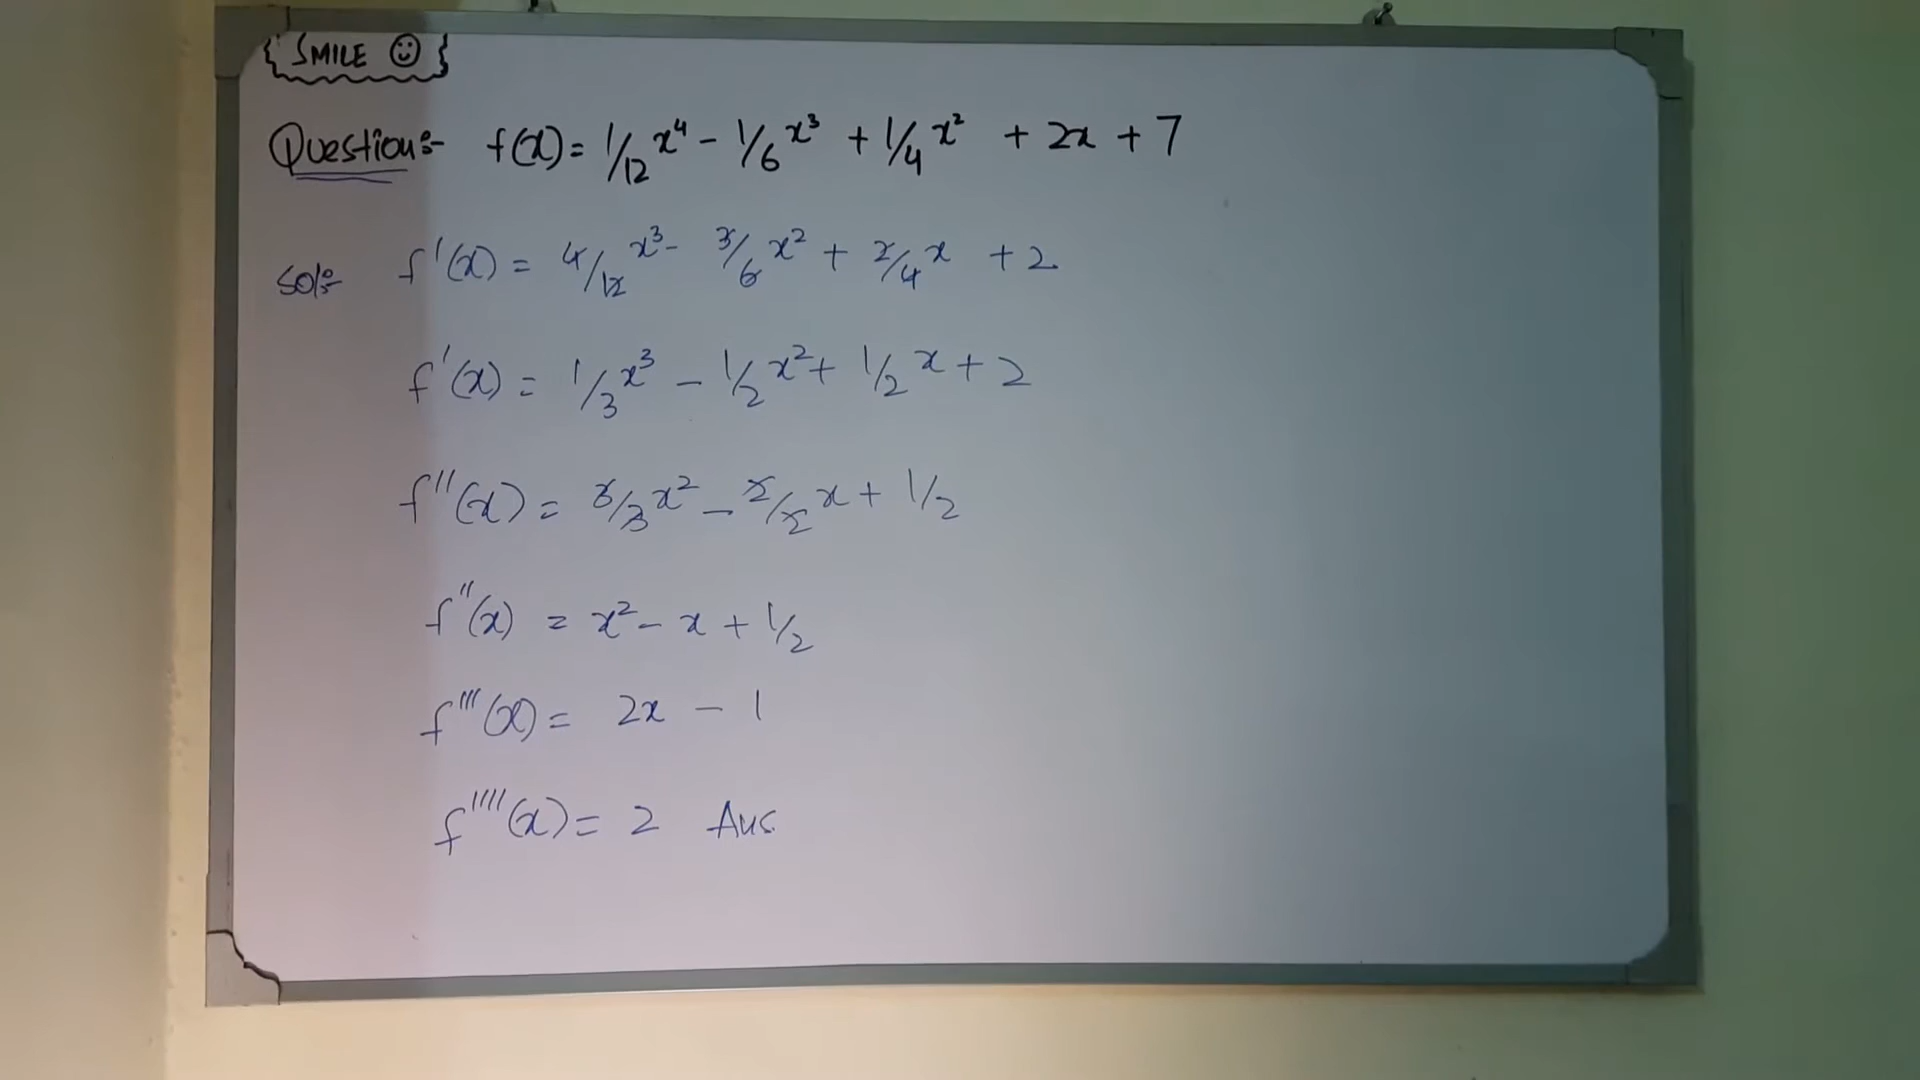 { SMILE ☺ }
Question:- f(x) = 1/12 x⁴ - 1/6 x³ + 1/4 x² + 2x + 7
Sol:- f'(x) = 4/12 x³ - 3/6 x² + 2/4 x + 2
f'(x) = 1/3 x³ - 1/2 x² + 1/2 x + 2
f''(x) = 3/3 x² - 2/2 x + 1/2
f''(x) = x² - x + 1/2
f'''(x) = 2x - 1
f''''(x) = 2 Ans